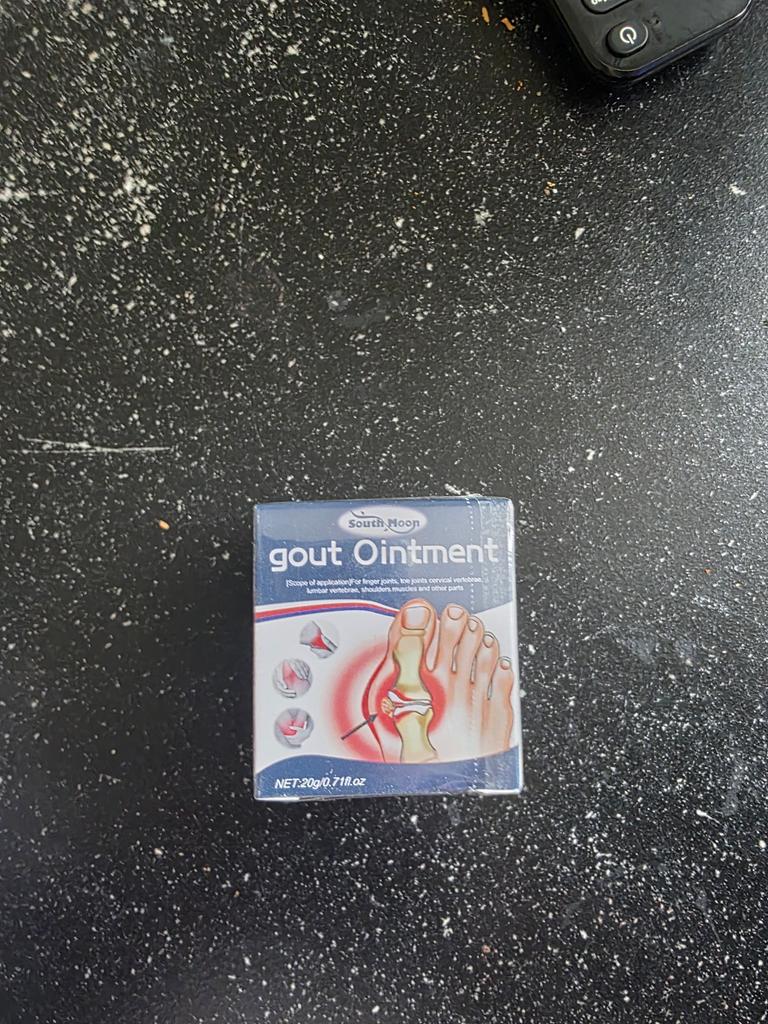 South Moon
gout Ointment
[Scope of application]For finger joints, toe joints cervical vertebrae,
lumbar vertebrae, shoulders.muscles and other parts
NET:20g/0.71fl.oz